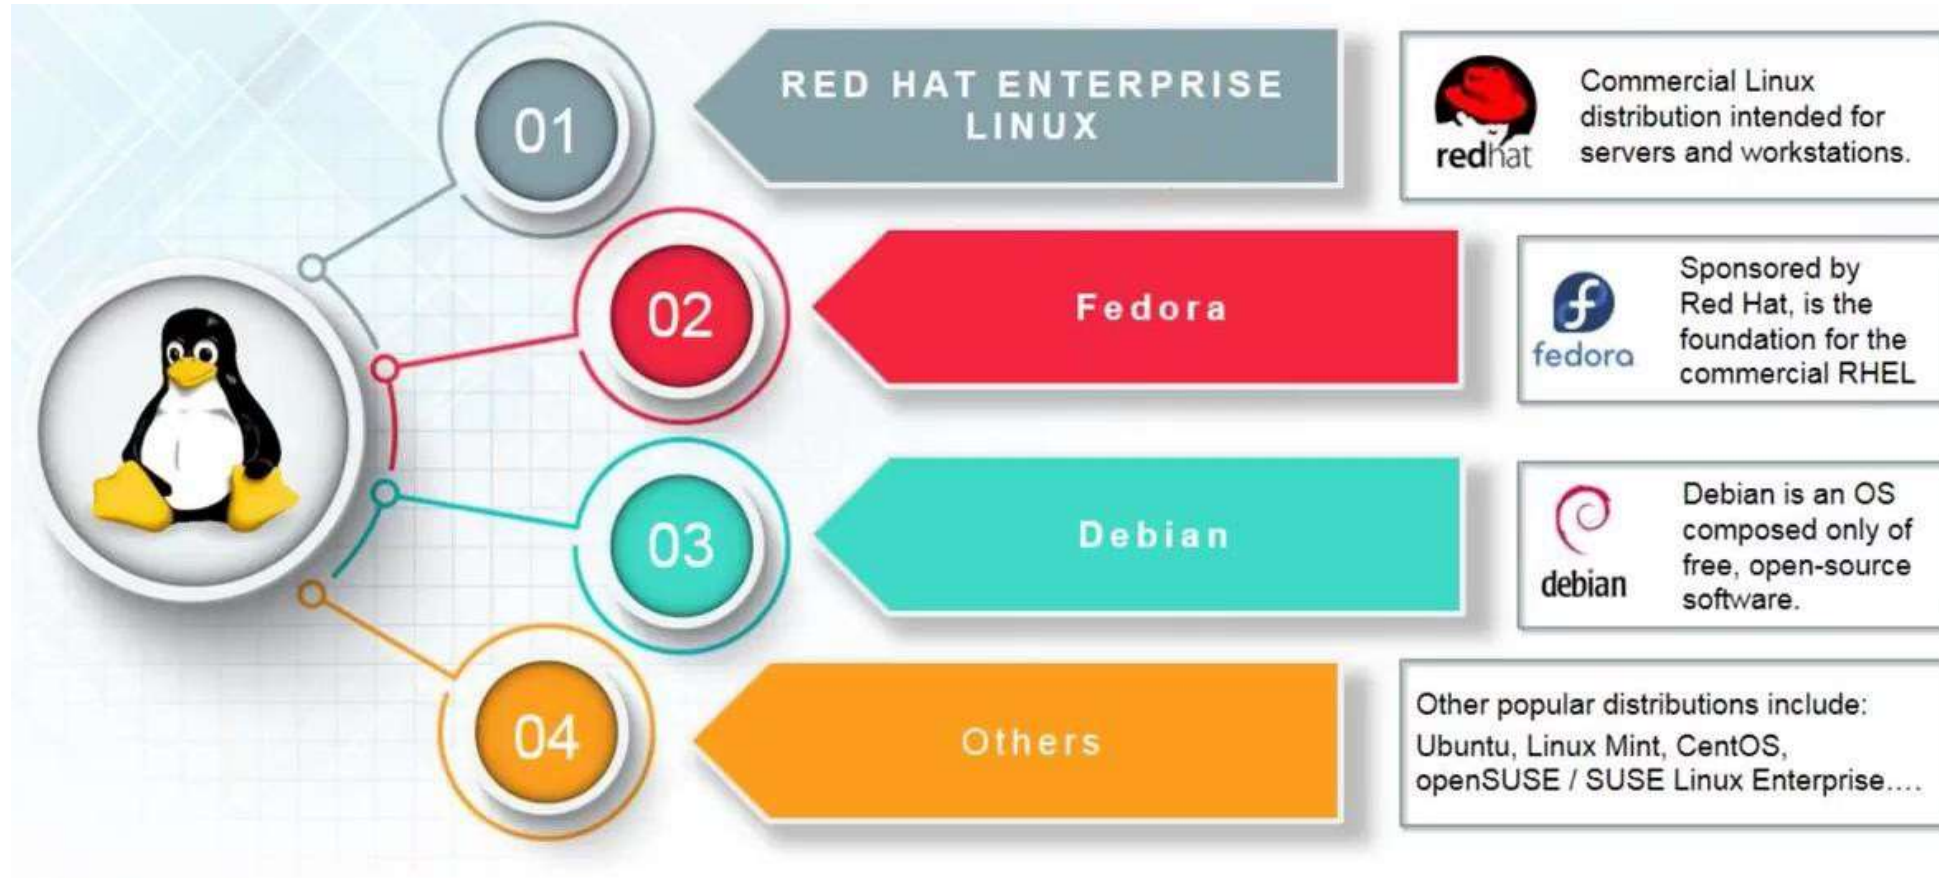 01
RED HAT ENTERPRISE
LINUX
redhat
Commercial Linux
distribution intended for
servers and workstations.
02
Fedora
fedora
Sponsored by
Red Hat, is the
foundation for the
commercial RHEL
03
Debian
debian
Debian is an OS
composed only of
free, open-source
software.
04
Others
Other popular distributions include:
Ubuntu, Linux Mint, CentOS,
openSUSE / SUSE Linux Enterprise....